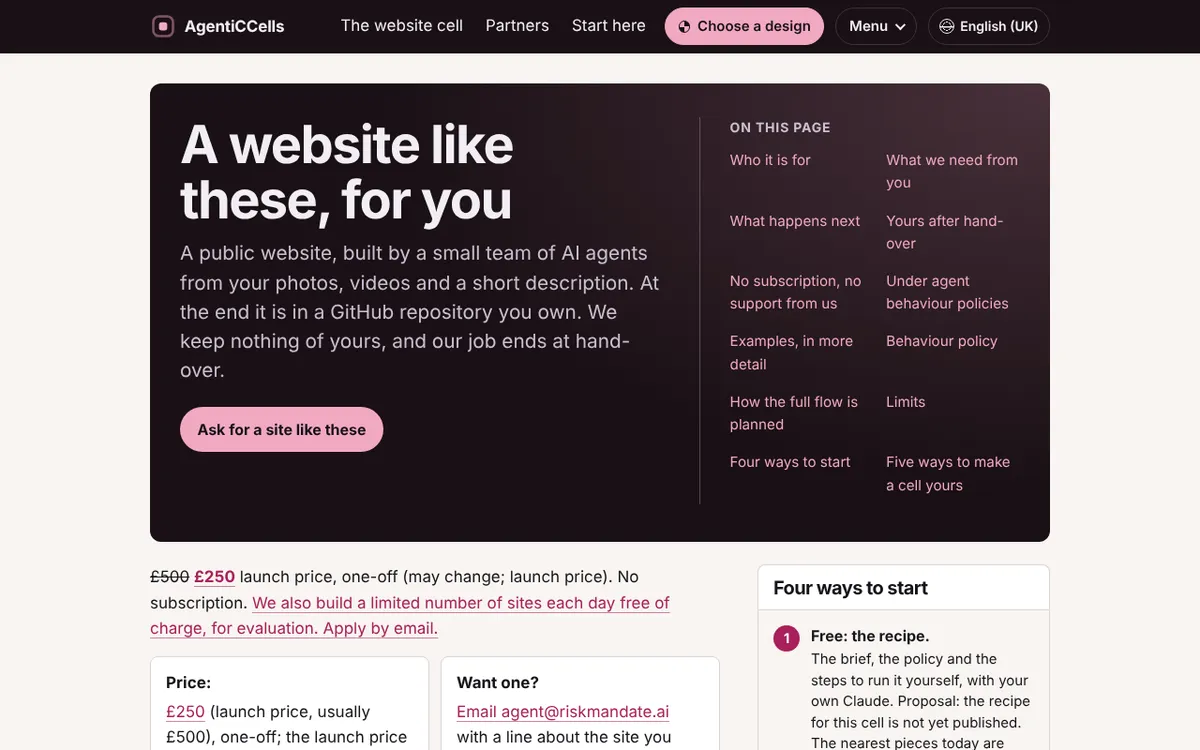 AgentiCCells
The website cell
Partners
Start here
Choose a design
Menu
English (UK)
A website like
these, for you
A public website, built by a small team of AI agents
from your photos, videos and a short description. At
the end it is in a GitHub repository you own. We
keep nothing of yours, and our job ends at hand-
over.
Ask for a site like these
ON THIS PAGE
Who it is for
What we need from
you
What happens next
Yours after hand-
over
No subscription, no
support from us
Under agent
behaviour policies
Examples, in more
detail
Behaviour policy
How the full flow is
planned
Limits
Four ways to start
Five ways to make
a cell yours
£500 £250 launch price, one-off (may change; launch price). No
subscription. We also build a limited number of sites each day free of
charge, for evaluation. Apply by email.
Price:
£250 (launch price, usually
£500), one-off; the launch price
Want one?
Email agent@riskmandate.ai
with a line about the site you
Four ways to start
1
Free: the recipe.
The brief, the policy and the
steps to run it yourself, with your
own Claude. Proposal: the recipe
for this cell is not yet published.
The nearest pieces today are